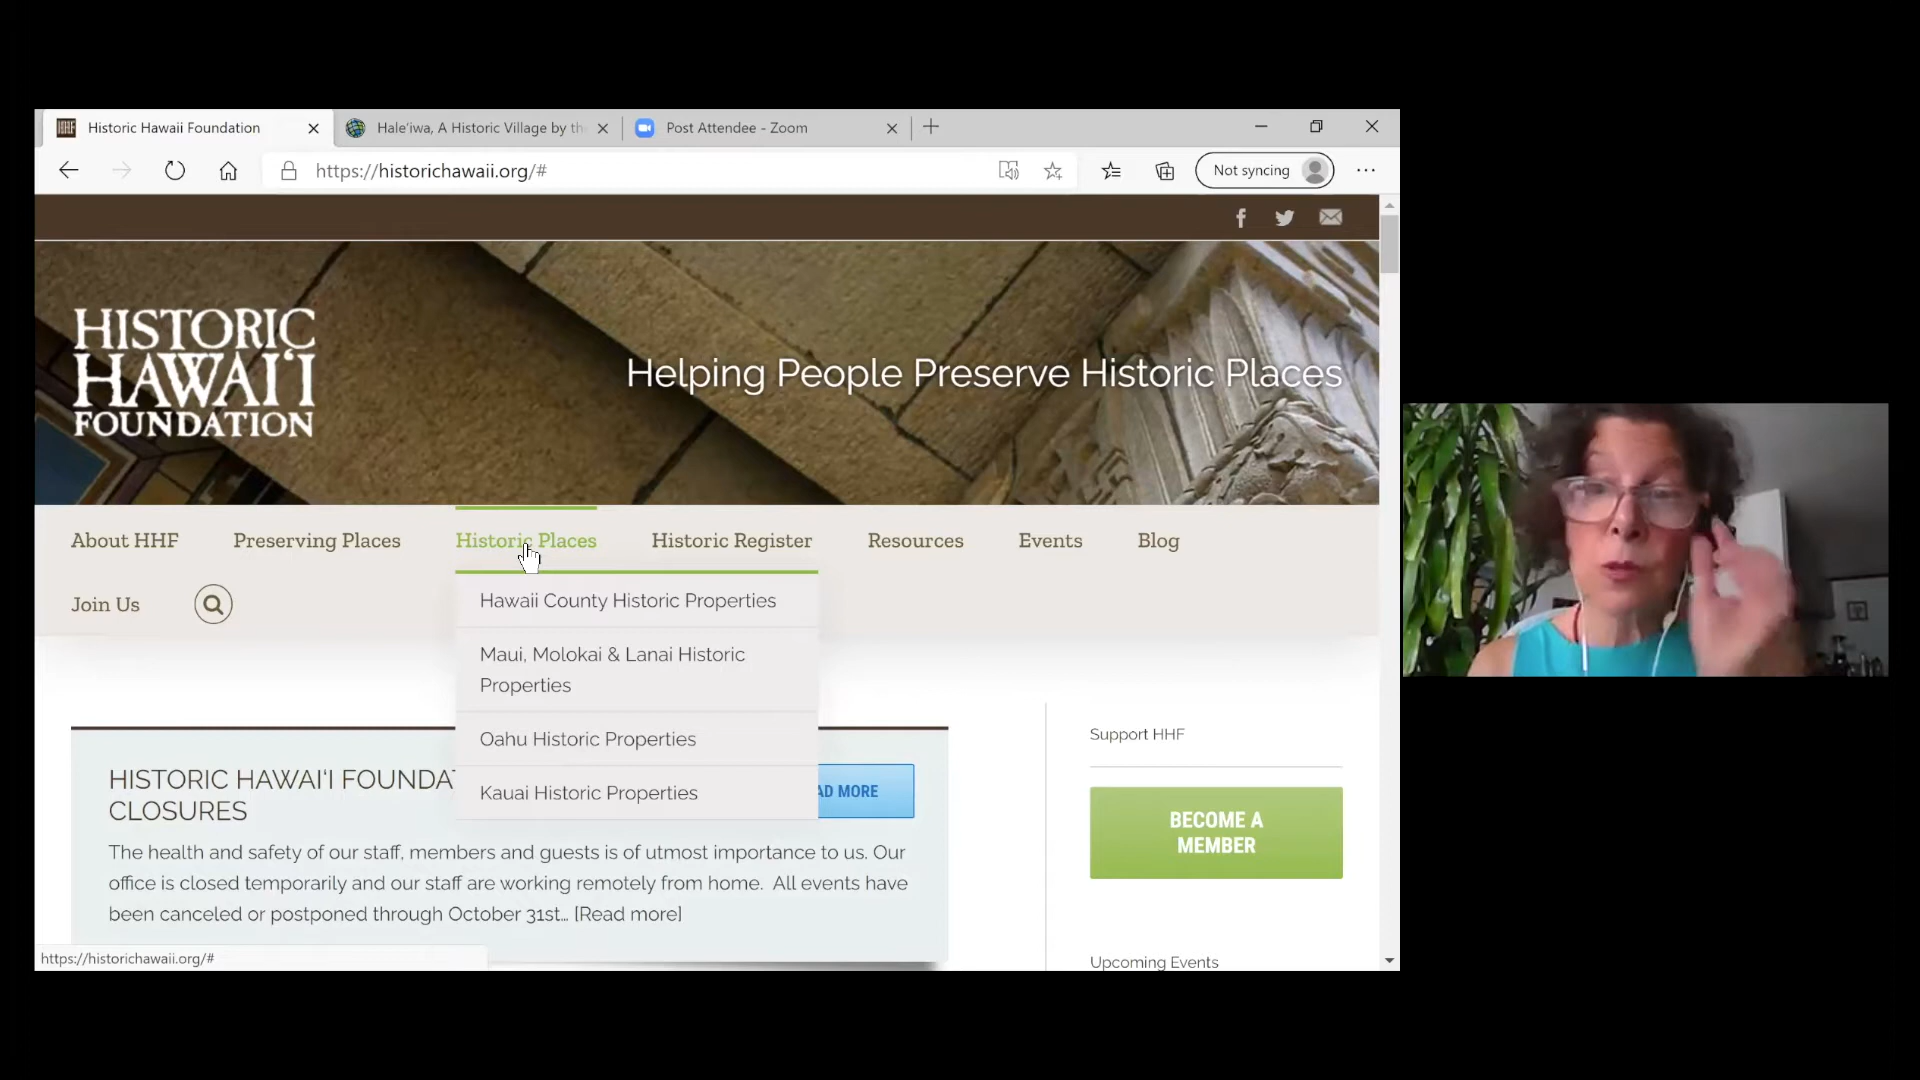 Historic Hawaii Foundation
Hale'iwa, A Historic Village by th
Post Attendee - Zoom
https://historichawaii.org/#
Not syncing
HISTORIC
HAWAI‘I
FOUNDATION
Helping People Preserve Historic Places
About HHF
Preserving Places
Historic Places
Historic Register
Resources
Events
Blog
Join Us
Hawaii County Historic Properties
Maui, Molokai & Lanai Historic
Properties
Oahu Historic Properties
Kauai Historic Properties
HISTORIC HAWAI‘I FOUNDAT
CLOSURES
AD MORE
The health and safety of our staff, members and guests is of utmost importance to us. Our
office is closed temporarily and our staff are working remotely from home. All events have
been canceled or postponed through October 31st… [Read more]
Support HHF
BECOME A
MEMBER
Upcoming Events
https://historichawaii.org/#